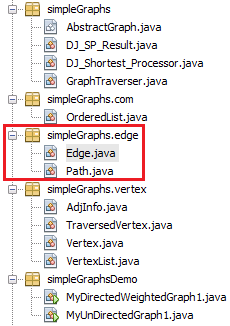 simpleGraphs
AbstractGraph.java
DJ_SP_Result.java
DJ_Shortest_Processor.java
GraphTraverser.java
simpleGraphs.com
OrderedList.java
simpleGraphs.edge
Edge.java
Path.java
simpleGraphs.vertex
AdjInfo.java
TraversedVertex.java
Vertex.java
VertexList.java
simpleGraphsDemo
MyDirectedWeightedGraph1.java
MyUnDirectedGraph1.java